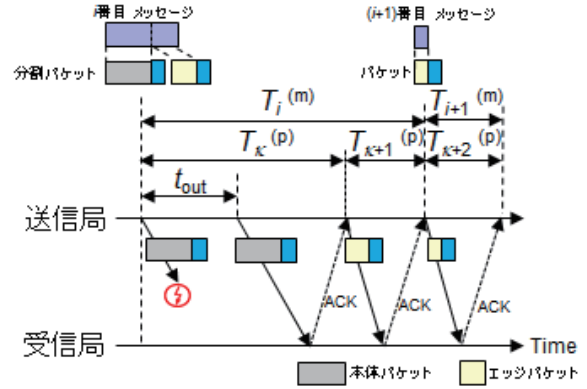 i番目 メッセージ
(i+1)番目 メッセージ
分割パケット
パケット
T_i^(m)
T_{i+1}^(m)
T_κ^(p)
T_{κ+1}^(p)
T_{κ+2}^(p)
t_out
送信局
ACK
ACK
ACK
受信局
Time
本体パケット
エッジパケット